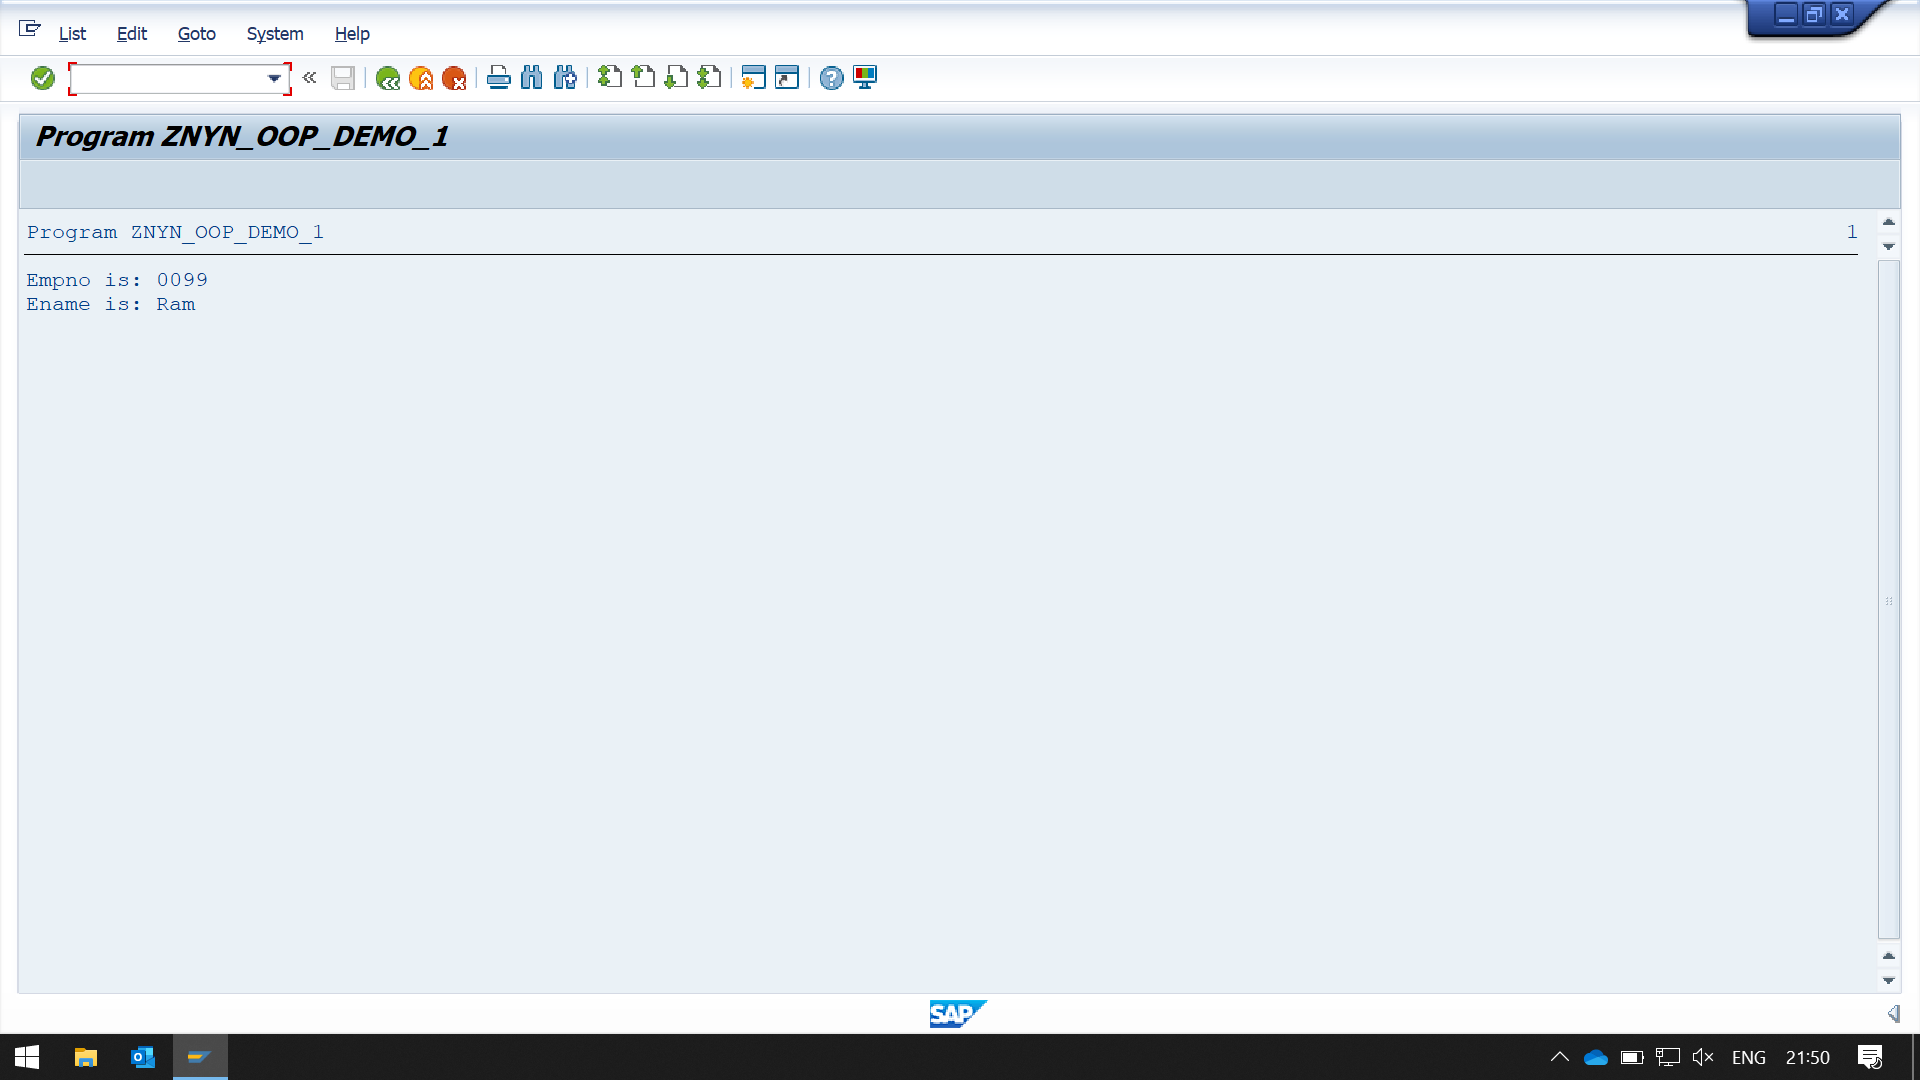 List Edit Goto System Help
Program ZNYN_OOP_DEMO_1
Program ZNYN_OOP_DEMO_1 1
Empno is: 0099
Ename is: Ram
SAP
ENG 21:50